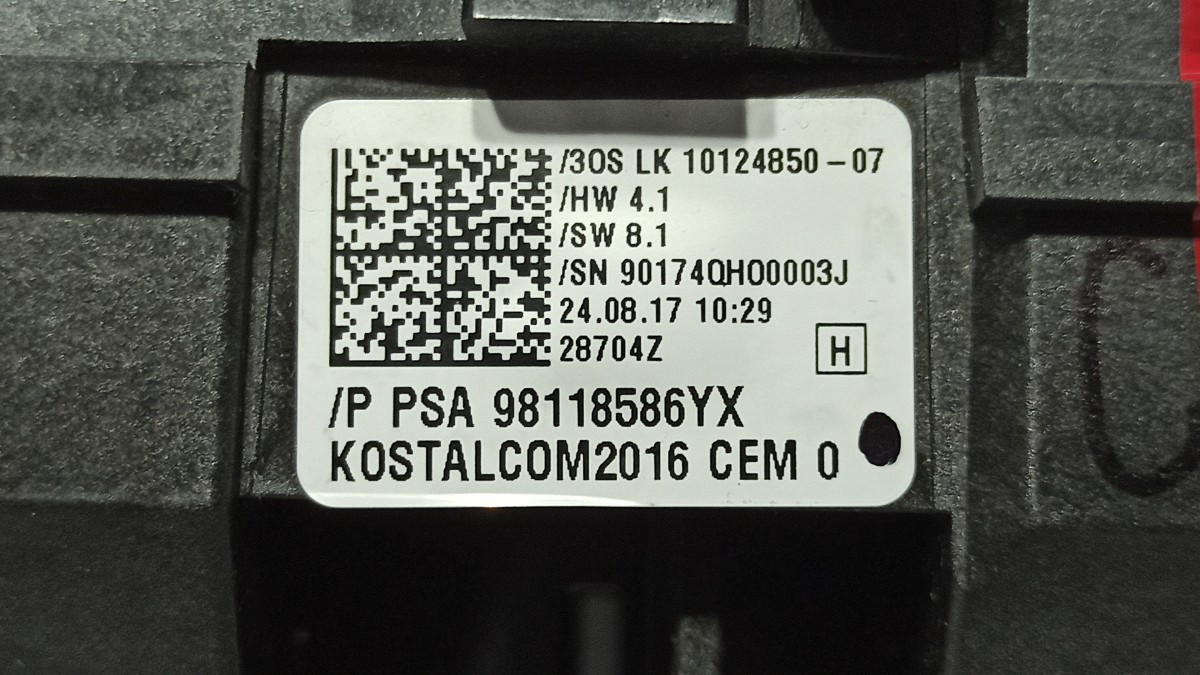 /3OS LK 10124850-07
/HW 4.1
/SW 8.1
/SN 90174QH00003J
24.08.17 10:29
28704Z
H
/P PSA 98118586YX
KOSTALCOM2016 CEM 0